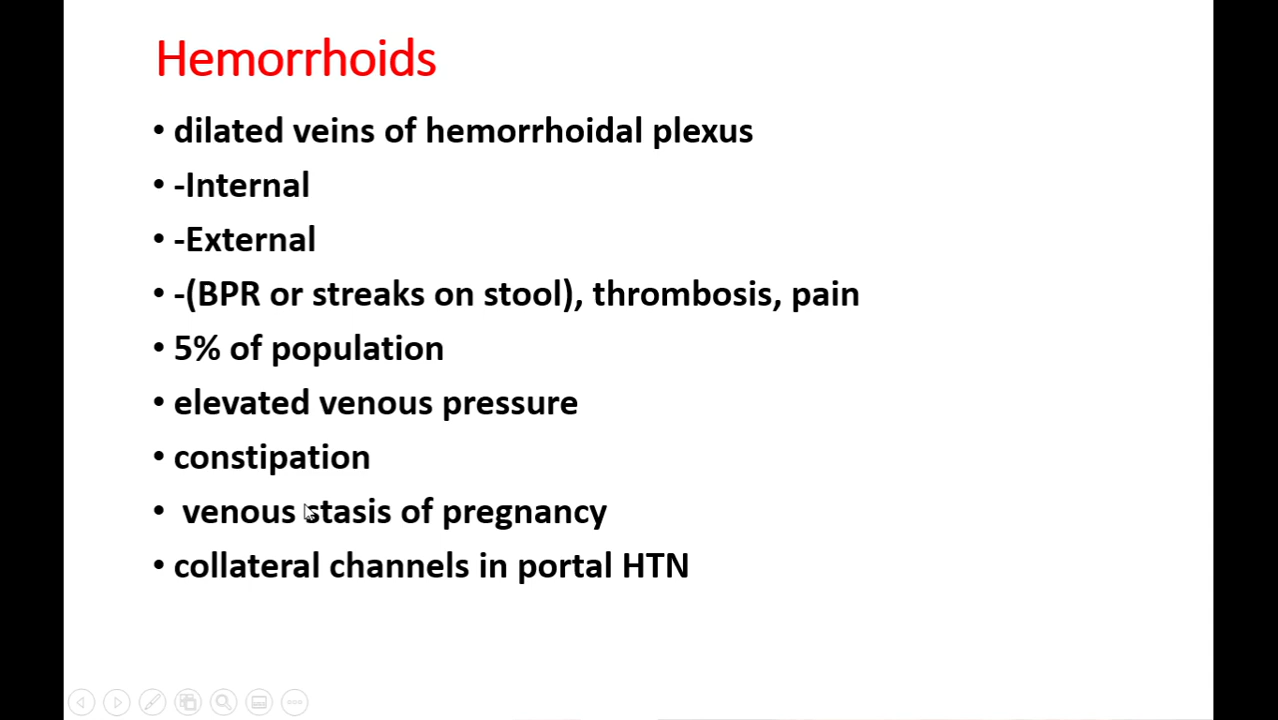 Hemorrhoids
• dilated veins of hemorrhoidal plexus
• -Internal
• -External
• -(BPR or streaks on stool), thrombosis, pain
• 5% of population
• elevated venous pressure
• constipation
• venous stasis of pregnancy
• collateral channels in portal HTN